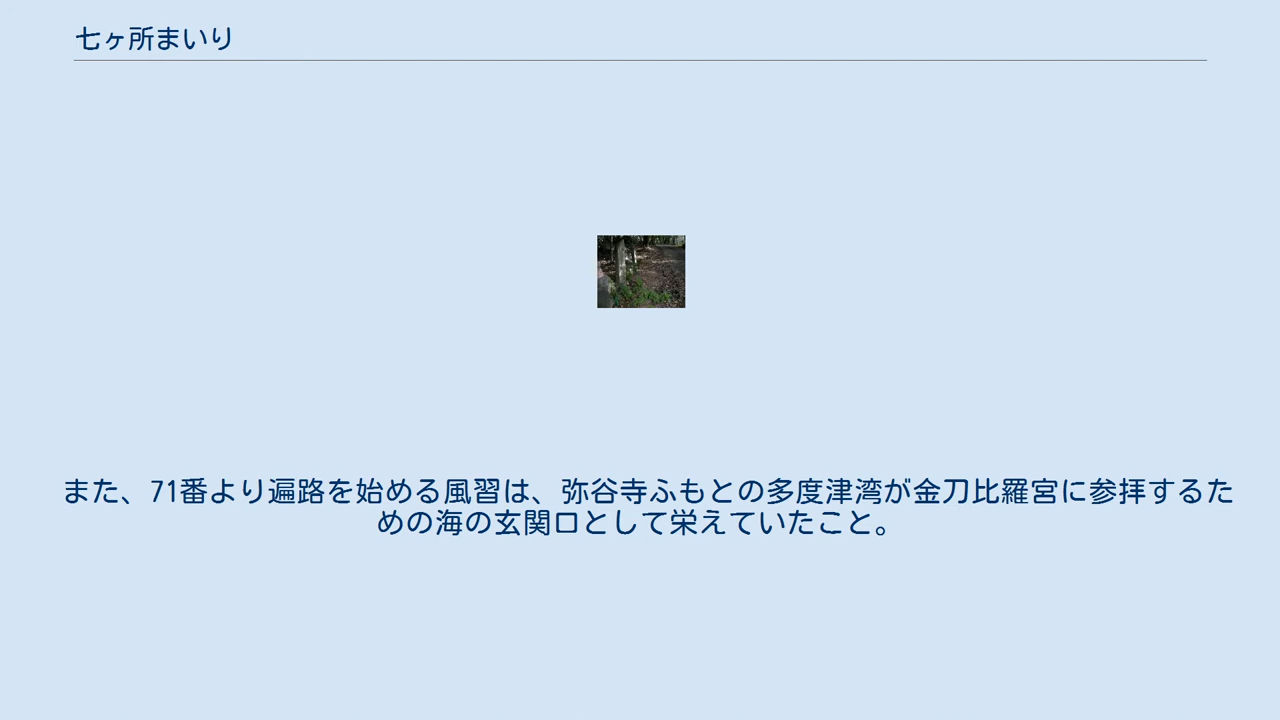 七ヶ所まいり
また、71番より遍路を始める風習は、弥谷寺ふもとの多度津湾が金刀比羅宮に参拝するた
めの海の玄関口として栄えていたこと。